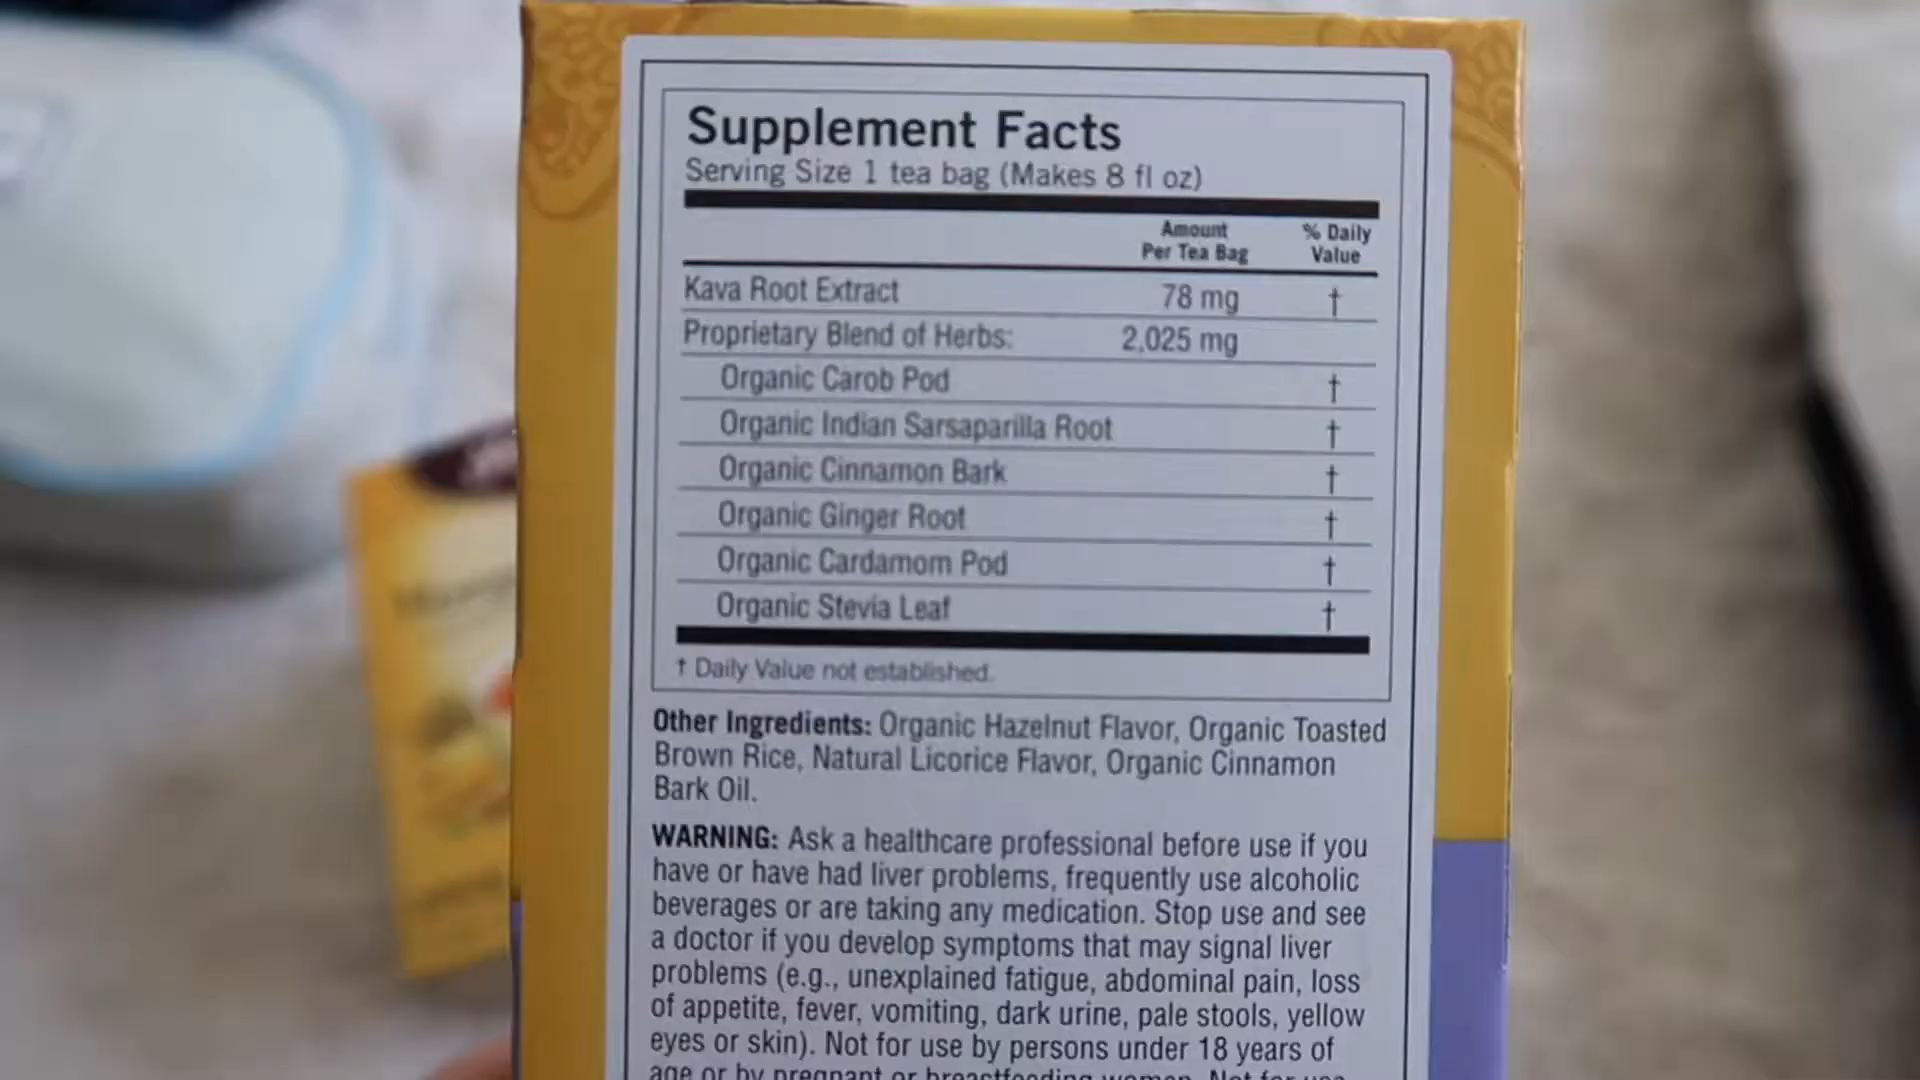 Supplement Facts
Serving Size 1 tea bag (Makes 8 fl oz)
Amount Per Tea Bag % Daily Value
Kava Root Extract 78 mg †
Proprietary Blend of Herbs: 2,025 mg
Organic Carob Pod †
Organic Indian Sarsaparilla Root †
Organic Cinnamon Bark †
Organic Ginger Root †
Organic Cardamom Pod †
Organic Stevia Leaf †
† Daily Value not established.
Other Ingredients: Organic Hazelnut Flavor, Organic Toasted
Brown Rice, Natural Licorice Flavor, Organic Cinnamon
Bark Oil.
WARNING: Ask a healthcare professional before use if you
have or have had liver problems, frequently use alcoholic
beverages or are taking any medication. Stop use and see
a doctor if you develop symptoms that may signal liver
problems (e.g., unexplained fatigue, abdominal pain, loss
of appetite, fever, vomiting, dark urine, pale stools, yellow
eyes or skin). Not for use by persons under 18 years of
age or by pregnant or breastfeeding women. Not for use